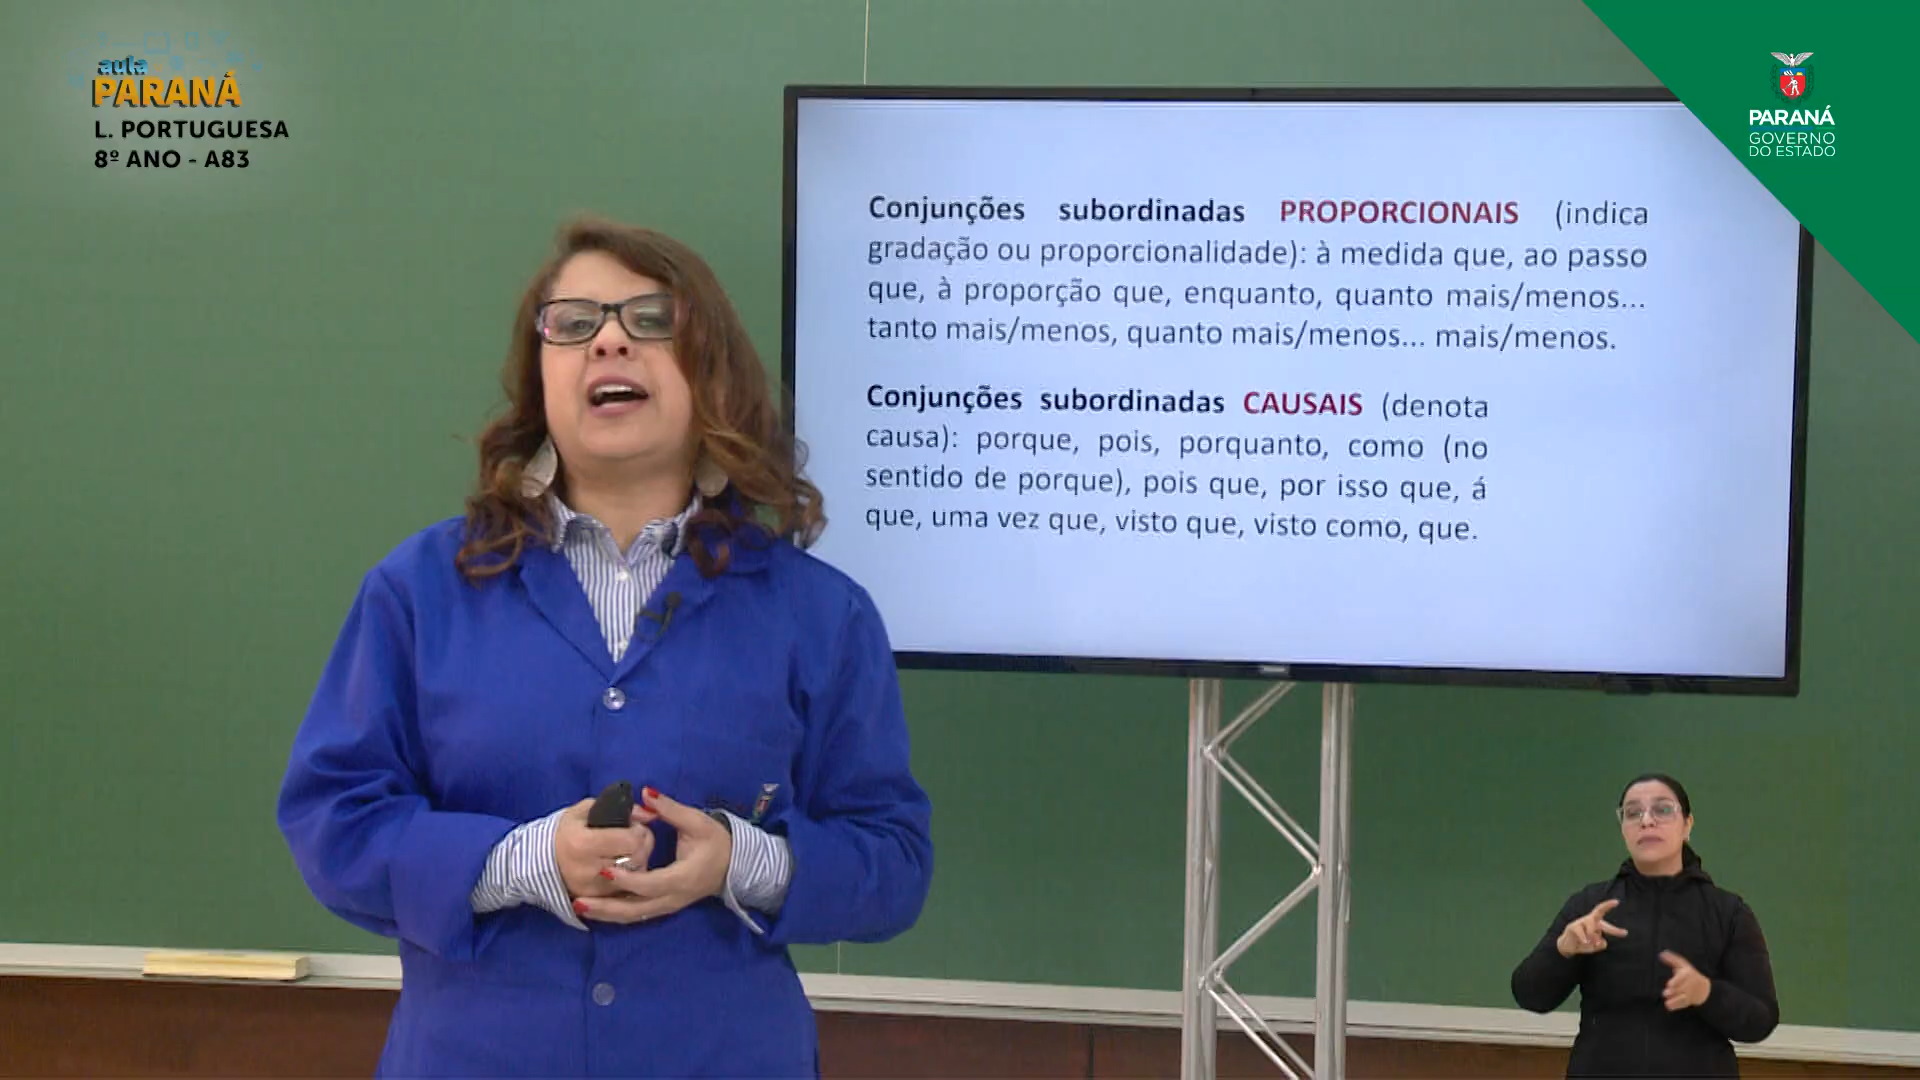 aula
PARANÁ
L. PORTUGUESA
8º ANO - A83
PARANÁ
GOVERNO
DO ESTADO
Conjunções subordinadas PROPORCIONAIS (indica
gradação ou proporcionalidade): à medida que, ao passo
que, à proporção que, enquanto, quanto mais/menos...
tanto mais/menos, quanto mais/menos... mais/menos.
Conjunções subordinadas CAUSAIS (denota
causa): porque, pois, porquanto, como (no
sentido de porque), pois que, por isso que, á
que, uma vez que, visto que, visto como, que.